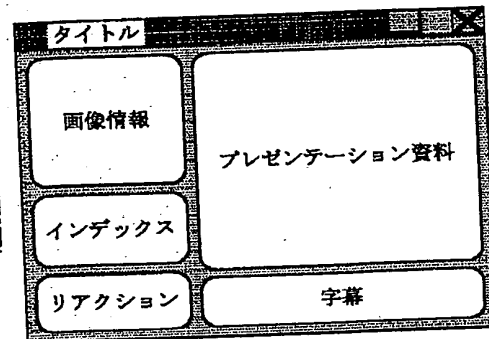 タイトル
画像情報
プレゼンテーション資料
インデックス
リアクション
字幕